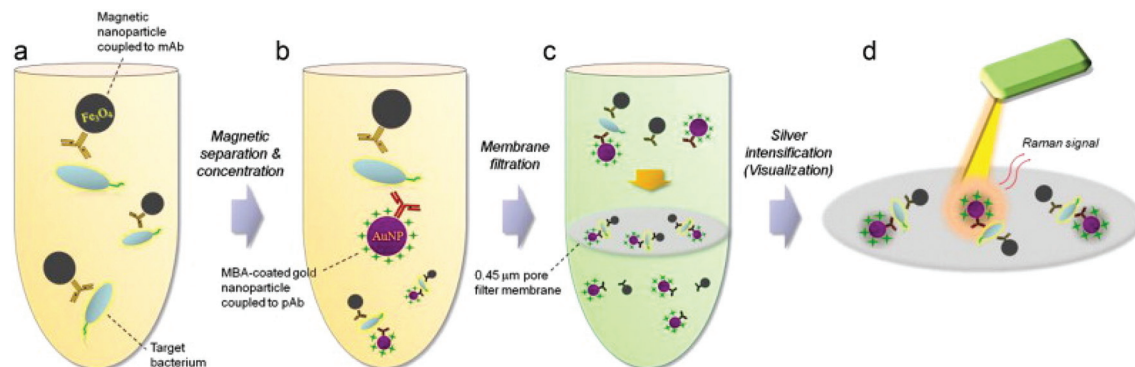 a
Magnetic
nanoparticle
coupled to mAb
Fe₃O₄
Target
bacterium
Magnetic
separation &
concentration
b
AuNP
MBA-coated gold
nanoparticle
coupled to pAb
Membrane
filtration
c
0.45 µm pore
filter membrane
Silver
intensification
(Visualization)
d
Raman signal